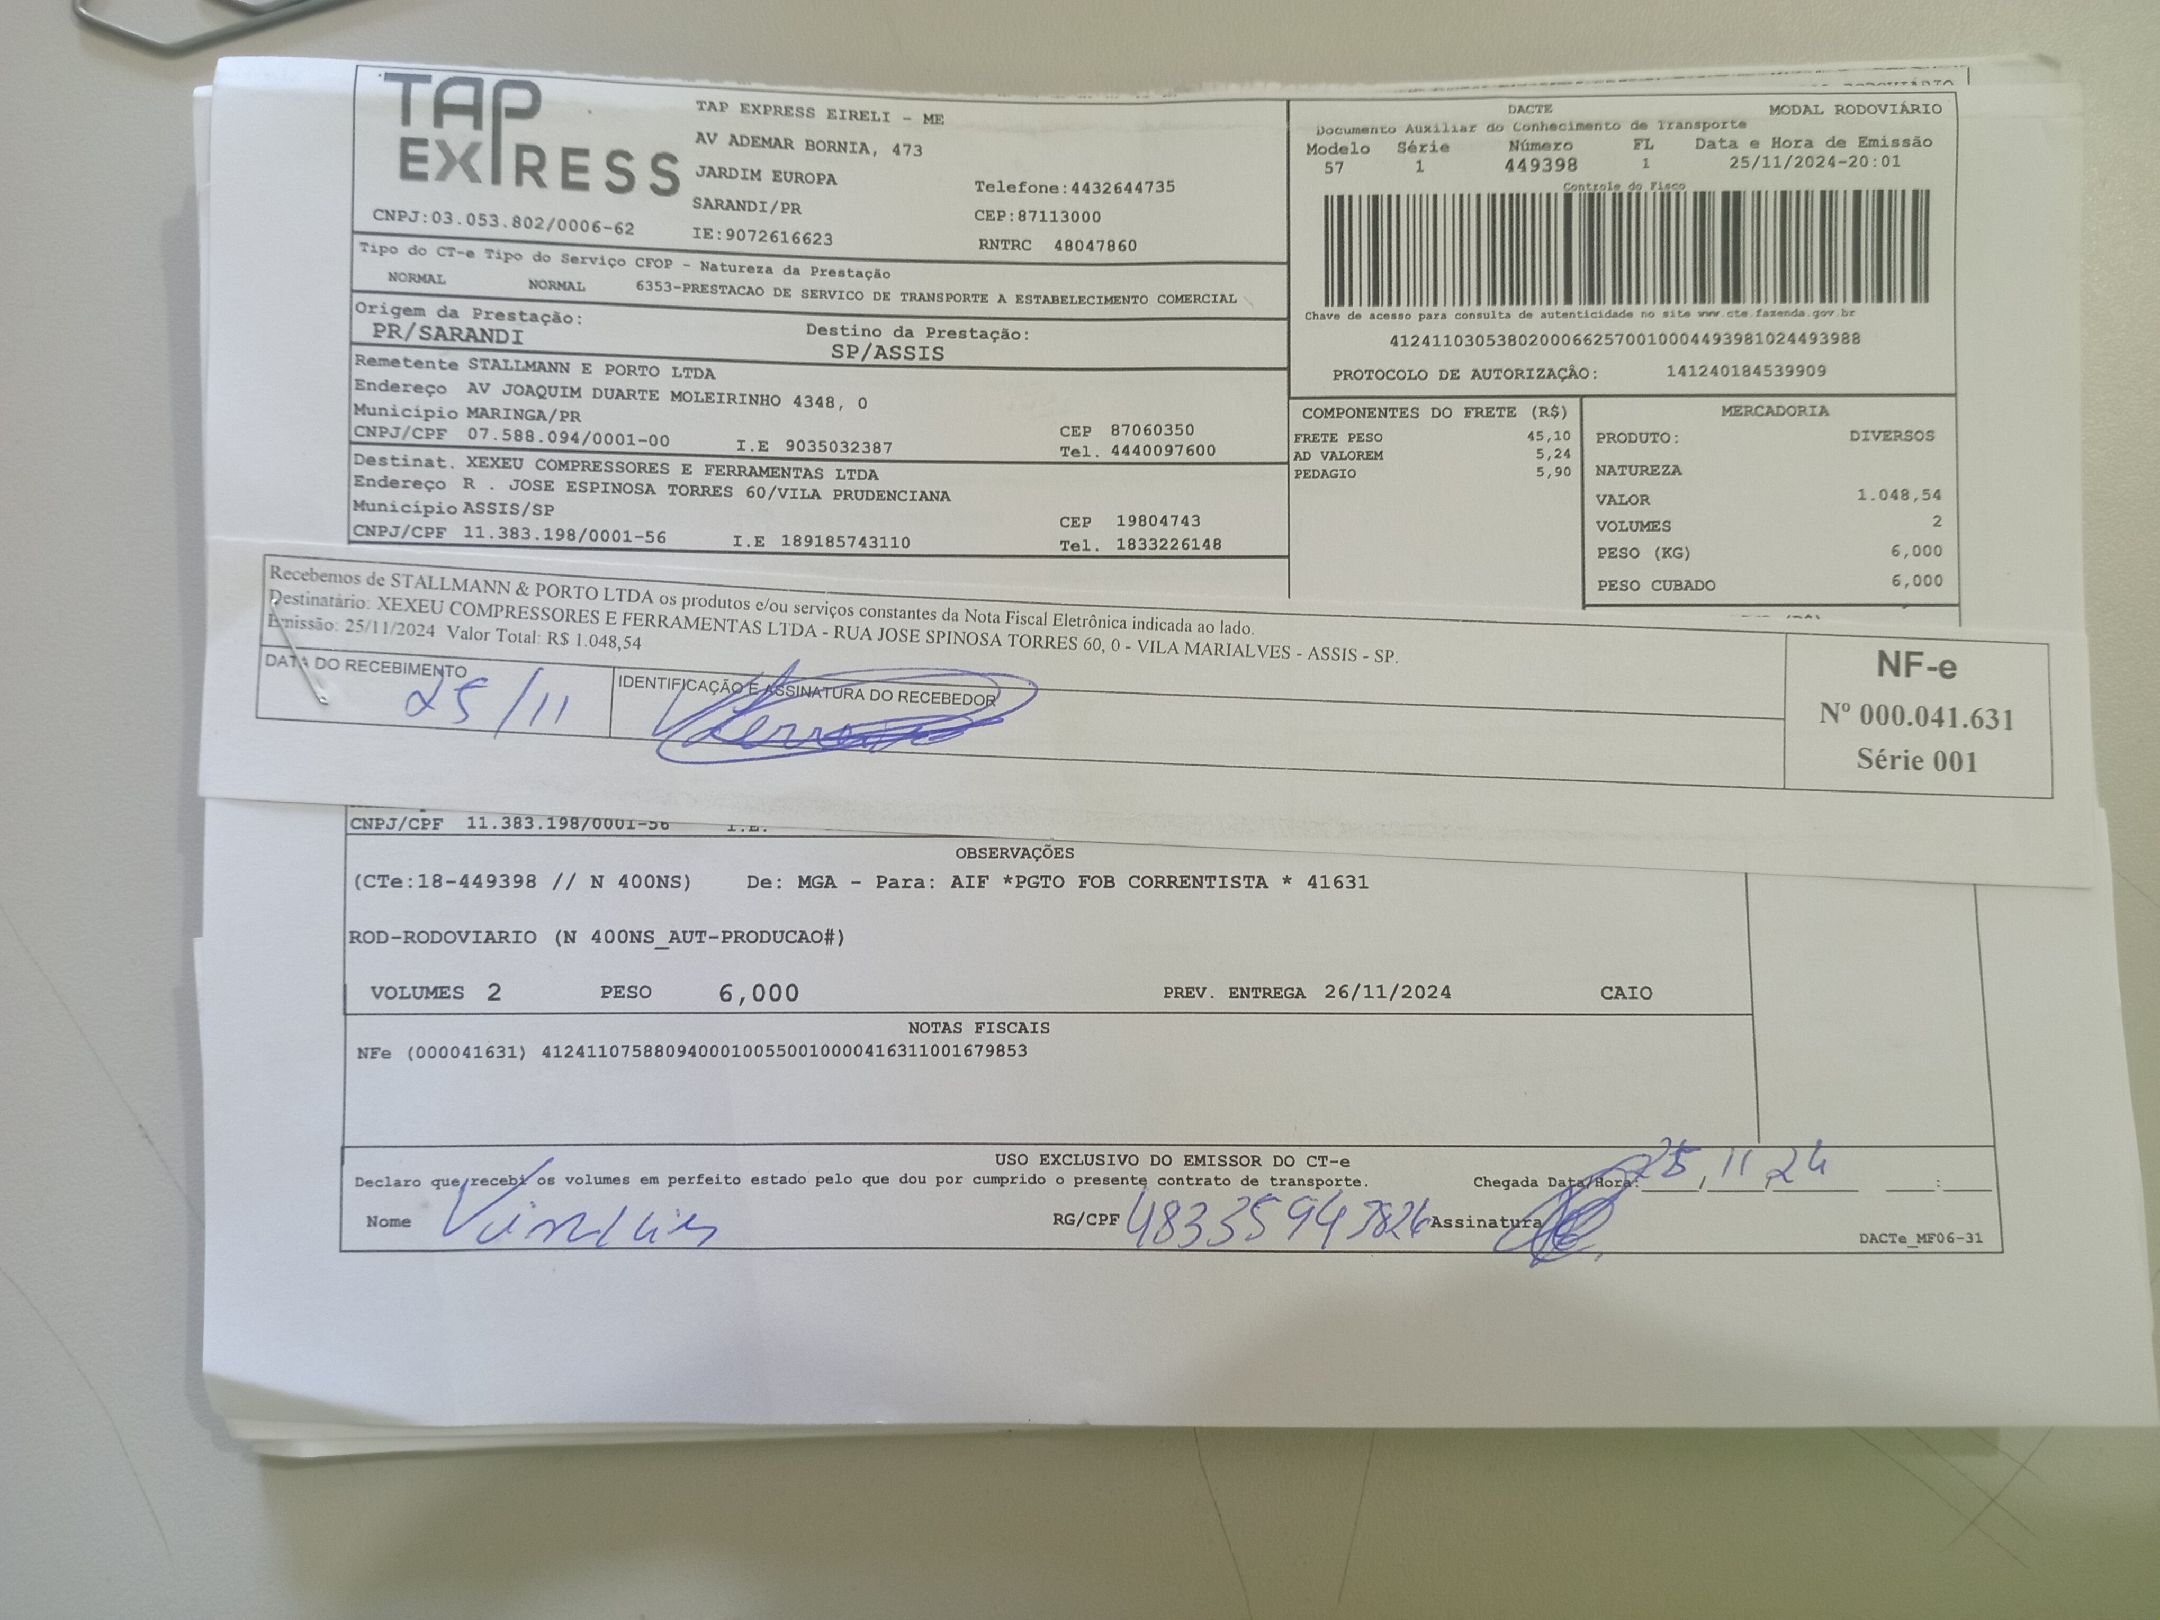 TAP
EXPRESS
TAP EXPRESS EIRELI - ME
AV ADEMAR BORNIA, 473
JARDIM EUROPA
SARANDI/PR
IE:9072616623
Telefone:4432644735
CEP:87113000
RNTRC 48047860
CNPJ:03.053.802/0006-62
DACTE MODAL RODOVIÁRIO
Documento Auxiliar do Conhecimento de Transporte
Modelo Série Número FL Data e Hora de Emissão
57 1 449398 1 25/11/2024-20:01
Controle do Fisco
Chave de acesso para consulta de autenticidade no site www.cte.fazenda.gov.br
41241103053802000662570010004493981024493988
PROTOCOLO DE AUTORIZAÇÃO: 141240184539909
Tipo do CT-e Tipo do Serviço CFOP - Natureza da Prestação
NORMAL NORMAL 6353-PRESTACAO DE SERVICO DE TRANSPORTE A ESTABELECIMENTO COMERCIAL
Origem da Prestação: Destino da Prestação:
PR/SARANDI SP/ASSIS
Remetente STALLMANN E PORTO LTDA
Endereço AV JOAQUIM DUARTE MOLEIRINHO 4348, 0
Município MARINGA/PR CEP 87060350
CNPJ/CPF 07.588.094/0001-00 I.E 9035032387 Tel. 4440097600
Destinat. XEXEU COMPRESSORES E FERRAMENTAS LTDA
Endereço R . JOSE ESPINOSA TORRES 60/VILA PRUDENCIANA
Município ASSIS/SP CEP 19804743
CNPJ/CPF 11.383.198/0001-56 I.E 189185743110 Tel. 1833226148
COMPONENTES DO FRETE (R$)
FRETE PESO 45,10
AD VALOREM 5,24
PEDAGIO 5,90
MERCADORIA
PRODUTO: DIVERSOS
NATUREZA
VALOR 1.048,54
VOLUMES 2
PESO (KG) 6,000
PESO CUBADO 6,000
Recebemos de STALLMANN & PORTO LTDA os produtos e/ou serviços constantes da Nota Fiscal Eletrônica indicada ao lado.
Destinatário: XEXEU COMPRESSORES E FERRAMENTAS LTDA - RUA JOSE SPINOSA TORRES 60, 0 - VILA MARIALVES - ASSIS - SP.
Emissão: 25/11/2024 Valor Total: R$ 1.048,54
DATA DO RECEBIMENTO IDENTIFICAÇÃO E ASSINATURA DO RECEBEDOR
25/11
NF-e
Nº 000.041.631
Série 001
CNPJ/CPF 11.383.198/0001-56 I.E.
OBSERVAÇÕES
(CTe:18-449398 // N 400NS) De: MGA - Para: AIF *PGTO FOB CORRENTISTA * 41631
ROD-RODOVIARIO (N 400NS_AUT-PRODUCAO#)
VOLUMES 2 PESO 6,000 PREV. ENTREGA 26/11/2024 CAIO
NOTAS FISCAIS
NFe (000041631) 41241107588094000100550010000416311001679853
USO EXCLUSIVO DO EMISSOR DO CT-e
Declaro que recebi os volumes em perfeito estado pelo que dou por cumprido o presente contrato de transporte. Chegada Data/Hora: 25,11,24
Nome RG/CPF Assinatura
DACTe_MF06-31